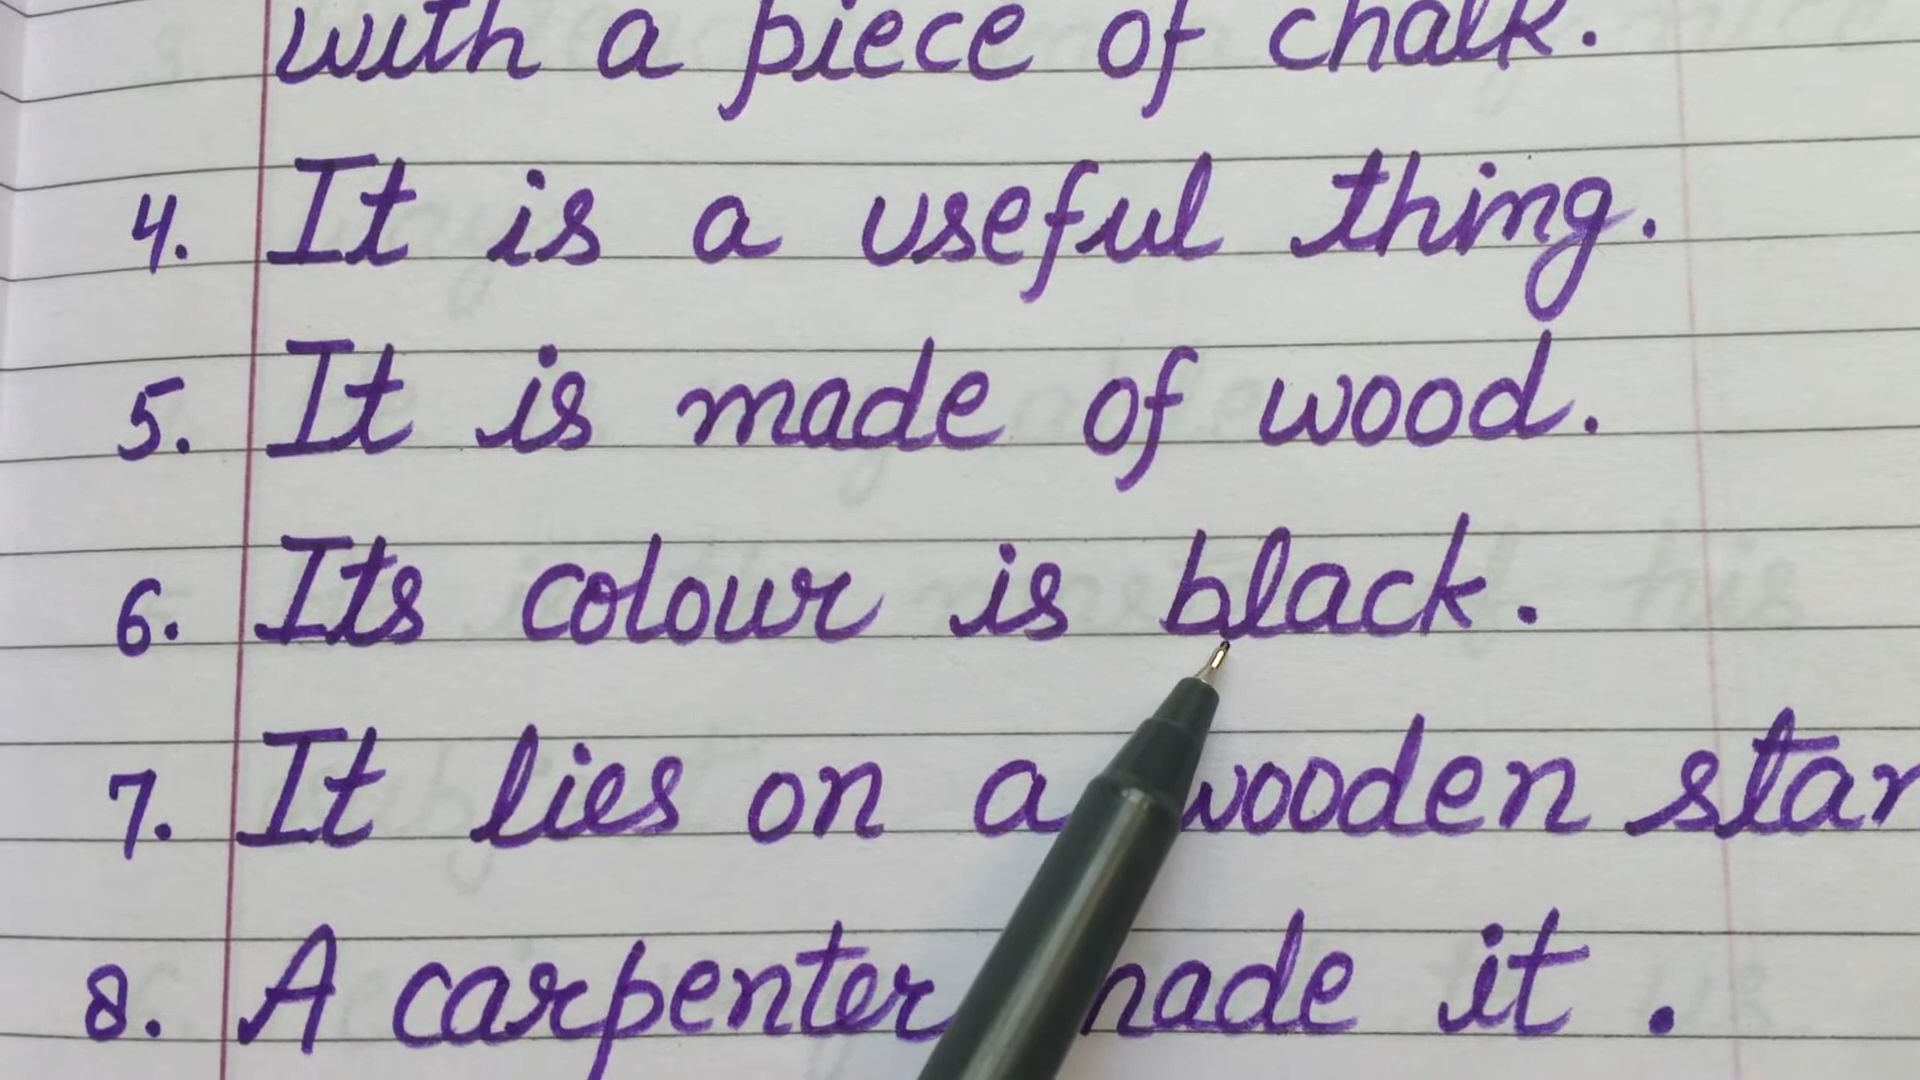 with a piece of chalk.
4. It is a useful thing.
5. It is made of wood.
6. Its colour is black.
7. It lies on a wooden
8. A carpenter made it .